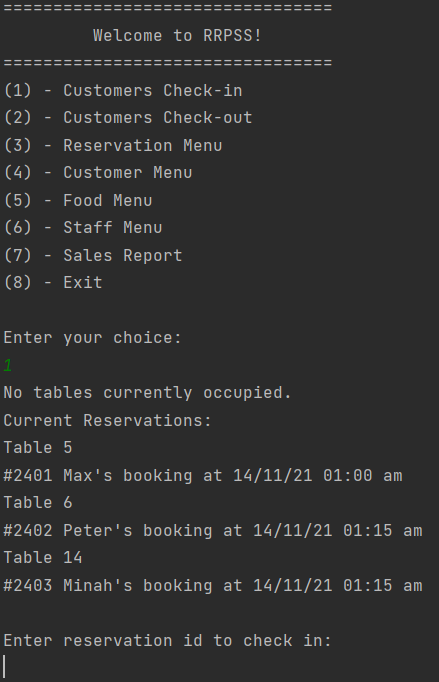 =================================
Welcome to RRPSS!
=================================
(1) - Customers Check-in
(2) - Customers Check-out
(3) - Reservation Menu
(4) - Customer Menu
(5) - Food Menu
(6) - Staff Menu
(7) - Sales Report
(8) - Exit
Enter your choice:
1
No tables currently occupied.
Current Reservations:
Table 5
#2401 Max's booking at 14/11/21 01:00 am
Table 6
#2402 Peter's booking at 14/11/21 01:15 am
Table 14
#2403 Minah's booking at 14/11/21 01:15 am
Enter reservation id to check in: